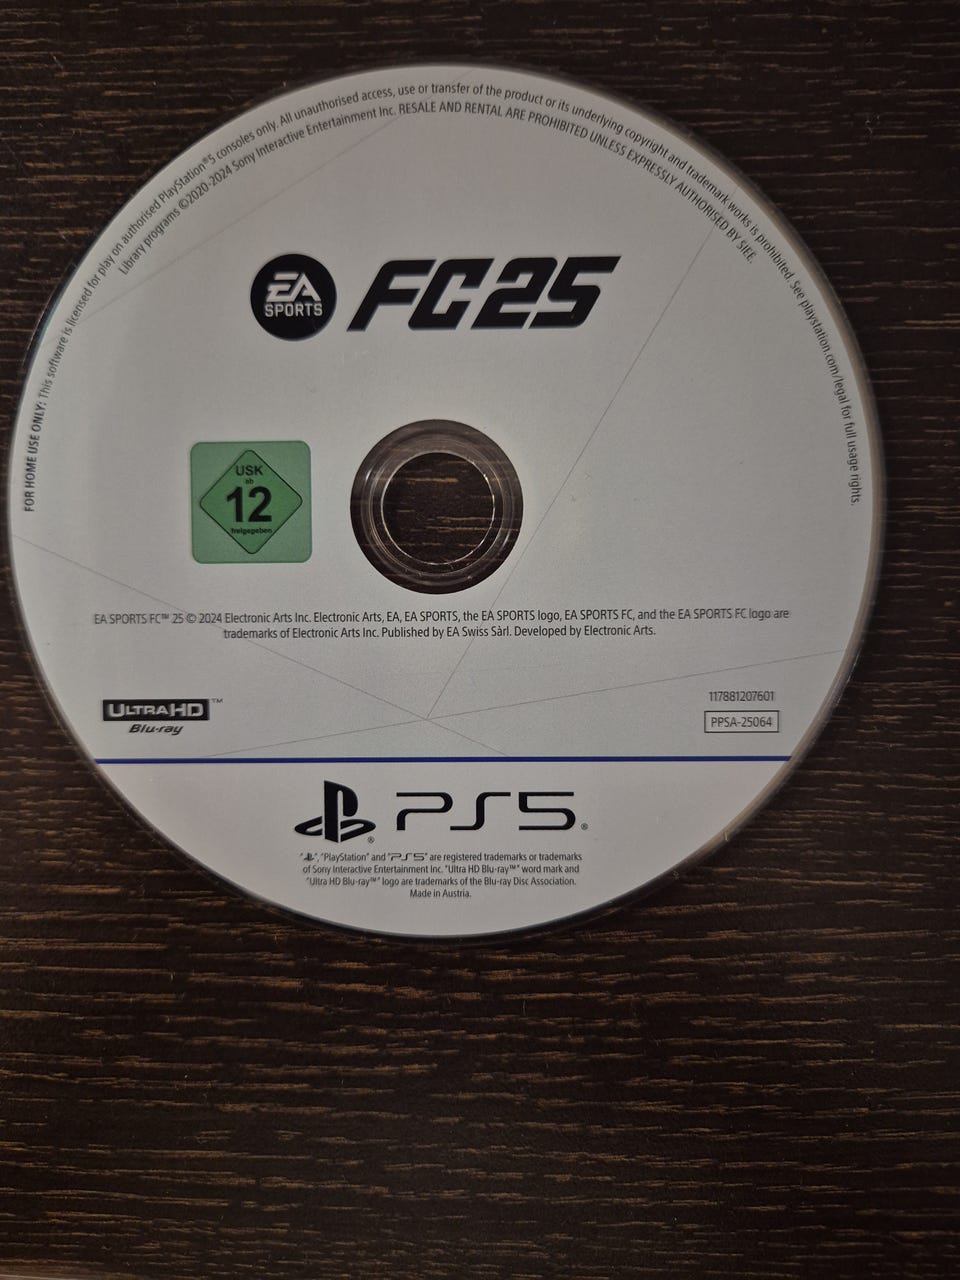 FOR HOME USE ONLY: This software is licensed for play on authorised PlayStation®5 consoles only. All unauthorised access, use or transfer of the product or its underlying copyright and trademark works is prohibited. See playstation.com/legal for full usage rights.
Library programs ©2020-2024 Sony Interactive Entertainment Inc. RESALE AND RENTAL ARE PROHIBITED UNLESS EXPRESSLY AUTHORISED BY SIEE.
EA SPORTS FC25
USK
ab
12
freigegeben
EA SPORTS FC™ 25 © 2024 Electronic Arts Inc. Electronic Arts, EA, EA SPORTS, the EA SPORTS logo, EA SPORTS FC, and the EA SPORTS FC logo are
trademarks of Electronic Arts Inc. Published by EA Swiss Sàrl. Developed by Electronic Arts.
ULTRA HD™
Blu-ray
117881207601
PPSA-25064
PS5®
"PS", "PlayStation" and "PS5" are registered trademarks or trademarks
of Sony Interactive Entertainment Inc. "Ultra HD Blu-ray™" word mark and
"Ultra HD Blu-ray™" logo are trademarks of the Blu-ray Disc Association.
Made in Austria.